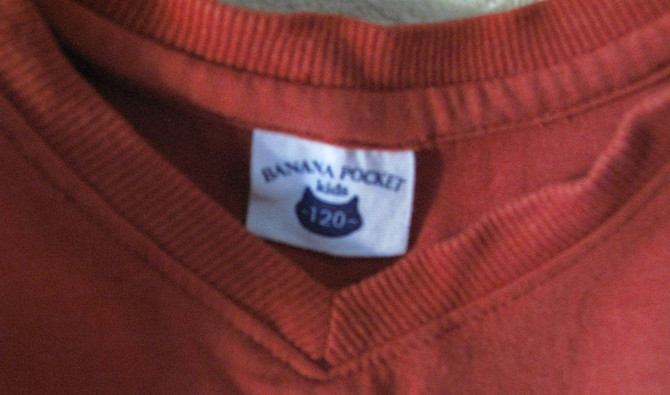 BANANA POCKET
kids
-120-